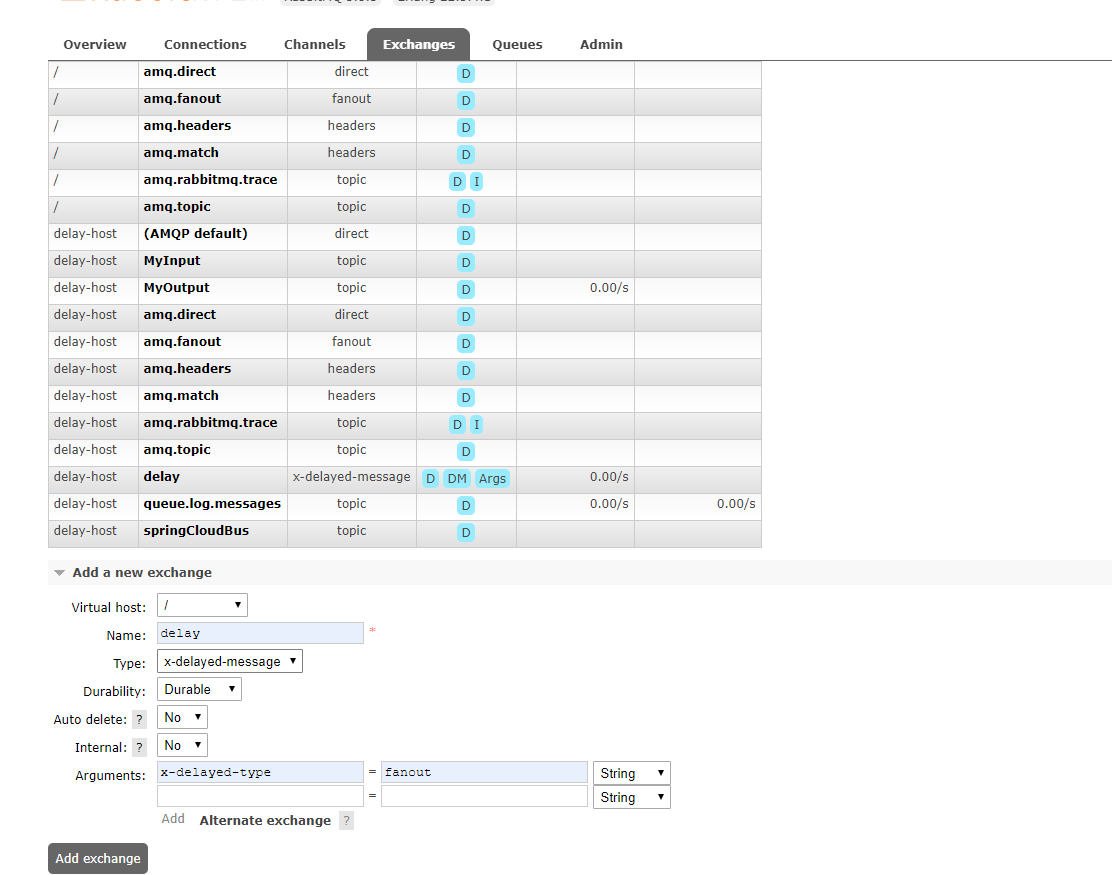 Overview Connections Channels Exchanges Queues Admin
/ amq.direct direct D
/ amq.fanout fanout D
/ amq.headers headers D
/ amq.match headers D
/ amq.rabbitmq.trace topic D I
/ amq.topic topic D
delay-host (AMQP default) direct D
delay-host MyInput topic D
delay-host MyOutput topic D 0.00/s
delay-host amq.direct direct D
delay-host amq.fanout fanout D
delay-host amq.headers headers D
delay-host amq.match headers D
delay-host amq.rabbitmq.trace topic D I
delay-host amq.topic topic D
delay-host delay x-delayed-message D DM Args 0.00/s
delay-host queue.log.messages topic D 0.00/s 0.00/s
delay-host springCloudBus topic D
Add a new exchange
Virtual host: /
Name: delay *
Type: x-delayed-message
Durability: Durable
Auto delete: ? No
Internal: ? No
Arguments: x-delayed-type = fanout String
= String
Add Alternate exchange ?
Add exchange